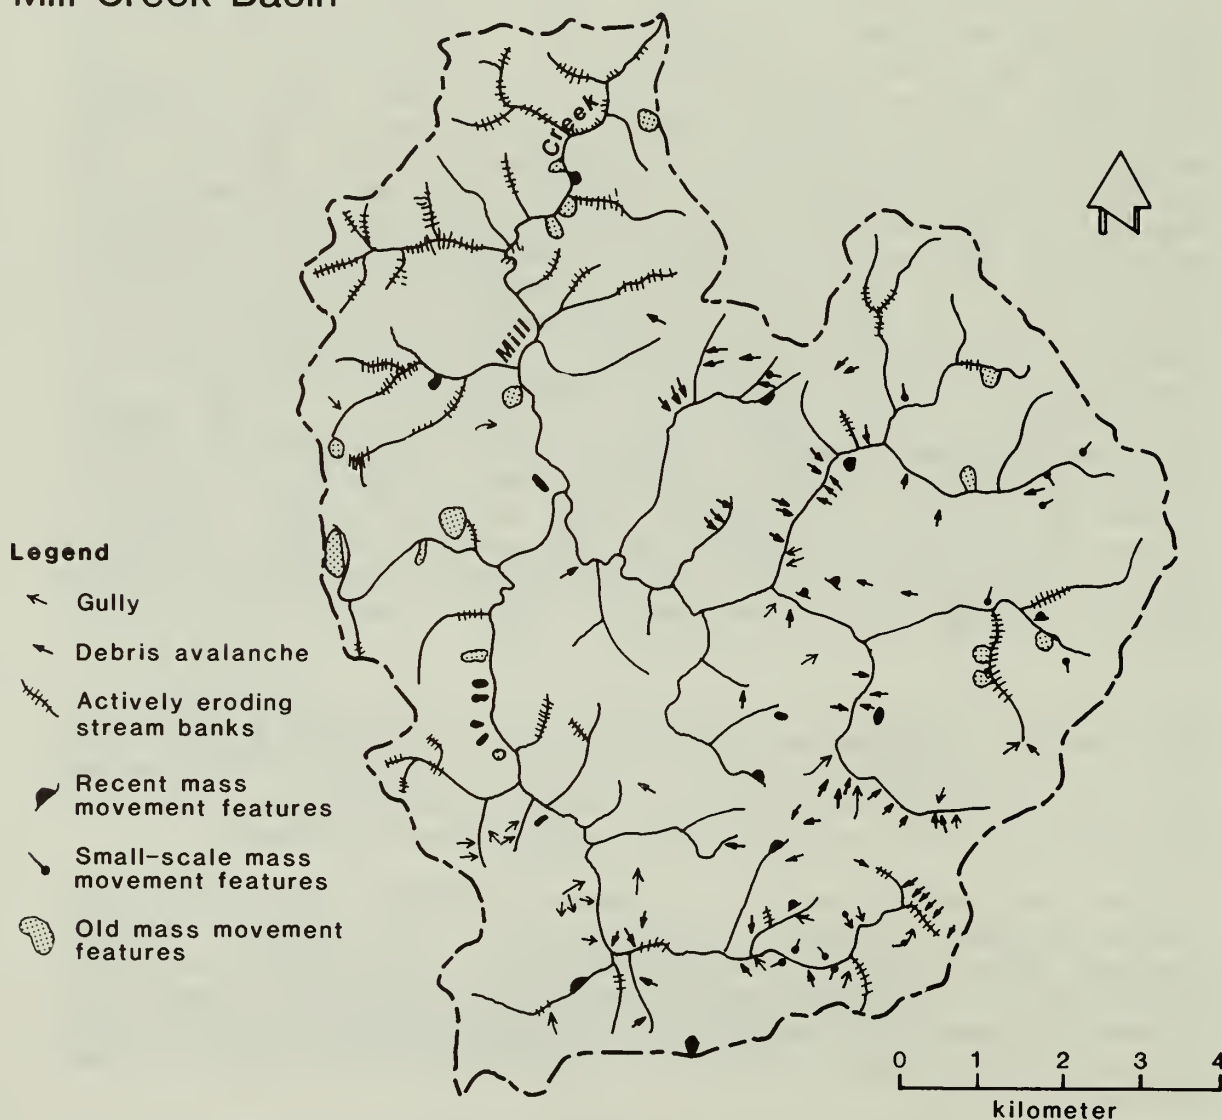 Mill Creek Basin
Creek
Mill
Legend
Gully
Debris avalanche
Actively eroding
stream banks
Recent mass
movement features
Small-scale mass
movement features
Old mass movement
features
0 1 2 3 4
kilometer